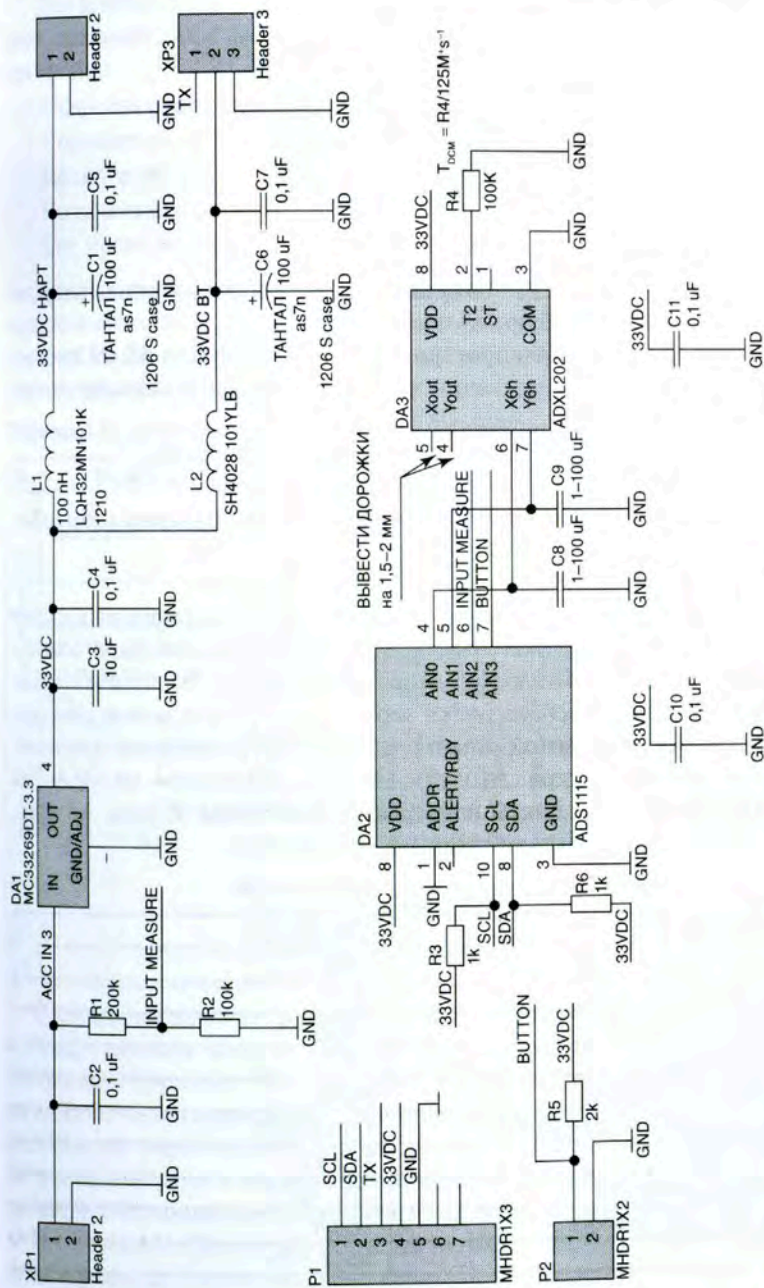 XP1
1
2
Header 2
GND
C2
0,1 uF
GND
ACC IN 3
R1
200k
INPUT MEASURE
R2
100k
GND
DA1
MC33269DT-3.3
IN
OUT
GND/ADJ
4
GND
33VDC
C3
10 uF
GND
C4
0,1 uF
GND
L1
100 nH
LQH32MN101K
1210
L2
SH4028 101YLB
33VDC НАРТ
+
C1
ТАНТАЛ 100 uF
as7n
GND
1206 S case
C5
0,1 uF
GND
1
2
Header 2
GND
33VDC BT
+
C6
ТАНТАЛ 100 uF
as7n
GND
1206 S case
C7
0,1 uF
TX
XP3
1
2
3
Header 3
GND
P1
1
2
3
4
5
6
7
MHDR1X3
SCL
SDA
TX
33VDC
GND
P2
1
2
MHDR1X2
BUTTON
R5
2k
33VDC
GND
33VDC
R3
1k
33VDC
GND
SCL
SDA
R6
1k
33VDC
8
1
2
10
8
3
GND
DA2
VDD
ADDR
ALERT/RDY
SCL
SDA
GND
AIN0
AIN1
AIN2
AIN3
ADS1115
4
5
6
7
INPUT MEASURE
BUTTON
ВЫВЕСТИ ДОРОЖКИ
на 1,5–2 мм
C8
1–100 uF
GND
C9
1–100 uF
GND
5
4
6
7
DA3
Xout
Yout
X6h
Y6h
VDD
T2
ST
COM
ADXL202
8
2
1
3
33VDC
R4
100K
T DCM = R4/125M*s⁻¹
GND
GND
33VDC
C10
0,1 uF
GND
33VDC
C11
0,1 uF
GND